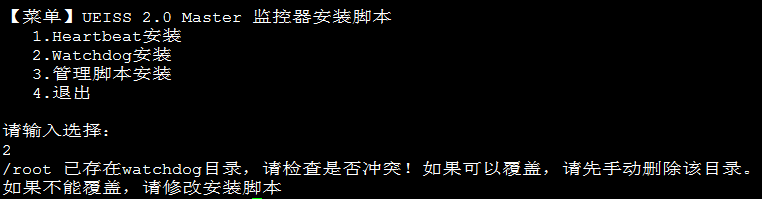 【菜单】UEISS 2.0 Master 监控器安装脚本
1.Heartbeat安装
2.Watchdog安装
3.管理脚本安装
4.退出
请输入选择:
2
/root 已存在watchdog目录，请检查是否冲突！如果可以覆盖，请先手动删除该目录。
如果不能覆盖，请修改安装脚本